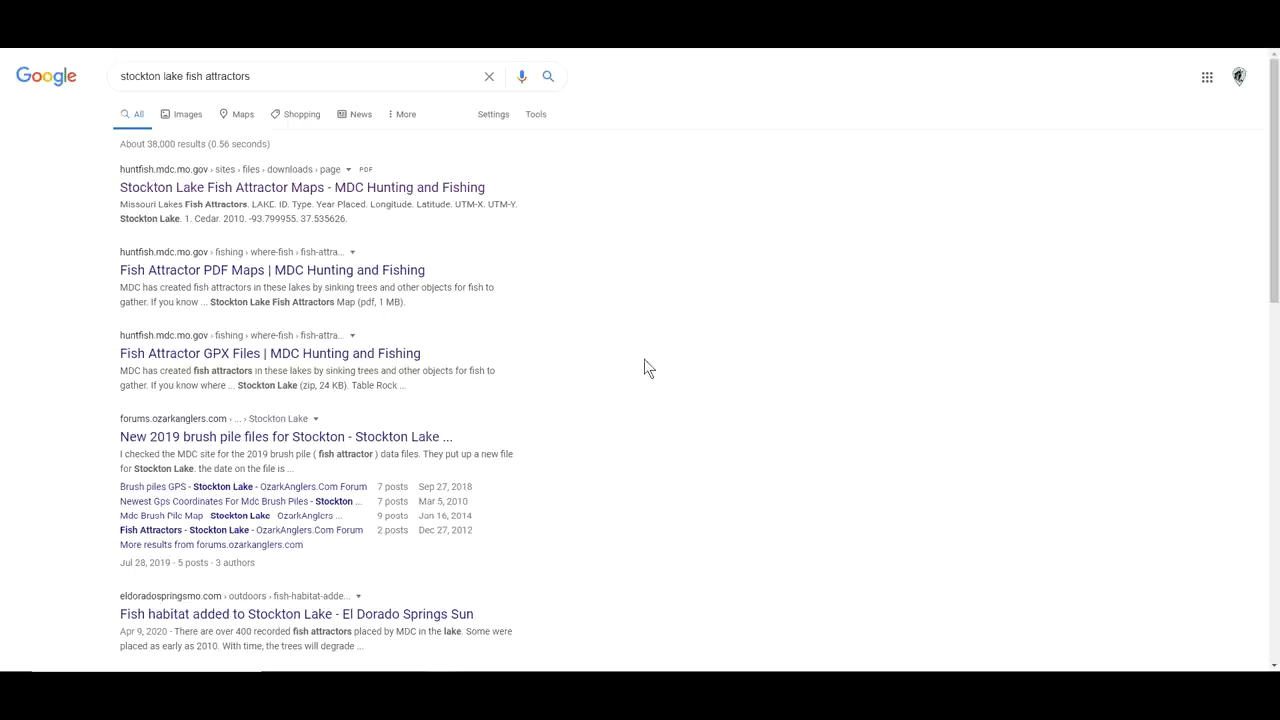 Google
stockton lake fish attractors
All Images Maps Shopping News More Settings Tools
About 38,000 results (0.56 seconds)
huntfish.mdc.mo.gov › sites › files › downloads › page PDF
Stockton Lake Fish Attractor Maps - MDC Hunting and Fishing
Missouri Lakes Fish Attractors. LAKE. ID. Type. Year Placed. Longitude. Latitude. UTM-X. UTM-Y.
Stockton Lake. 1. Cedar. 2010. -93.799955. 37.535626.
huntfish.mdc.mo.gov › fishing › where-fish › fish-attra...
Fish Attractor PDF Maps | MDC Hunting and Fishing
MDC has created fish attractors in these lakes by sinking trees and other objects for fish to
gather. If you know ... Stockton Lake Fish Attractors Map (pdf, 1 MB).
huntfish.mdc.mo.gov › fishing › where-fish › fish-attra...
Fish Attractor GPX Files | MDC Hunting and Fishing
MDC has created fish attractors in these lakes by sinking trees and other objects for fish to
gather. If you know where ... Stockton Lake (zip, 24 KB). Table Rock ...
forums.ozarkanglers.com › ... › Stockton Lake
New 2019 brush pile files for Stockton - Stockton Lake ...
I checked the MDC site for the 2019 brush pile ( fish attractor ) data files. They put up a new file
for Stockton Lake. the date on the file is ...
Brush piles GPS - Stockton Lake - OzarkAnglers.Com Forum 7 posts Sep 27, 2018
Newest Gps Coordinates For Mdc Brush Piles - Stockton ... 7 posts Mar 5, 2010
Mdc Brush Pile Map Stockton Lake OzarkAnglers ... 9 posts Jan 16, 2014
Fish Attractors - Stockton Lake - OzarkAnglers.Com Forum 2 posts Dec 27, 2012
More results from forums.ozarkanglers.com
Jul 28, 2019 · 5 posts · 3 authors
eldoradospringsmo.com › outdoors › fish-habitat-adde...
Fish habitat added to Stockton Lake - El Dorado Springs Sun
Apr 9, 2020 - There are over 400 recorded fish attractors placed by MDC in the lake. Some were
placed as early as 2010. With time, the trees will degrade ...